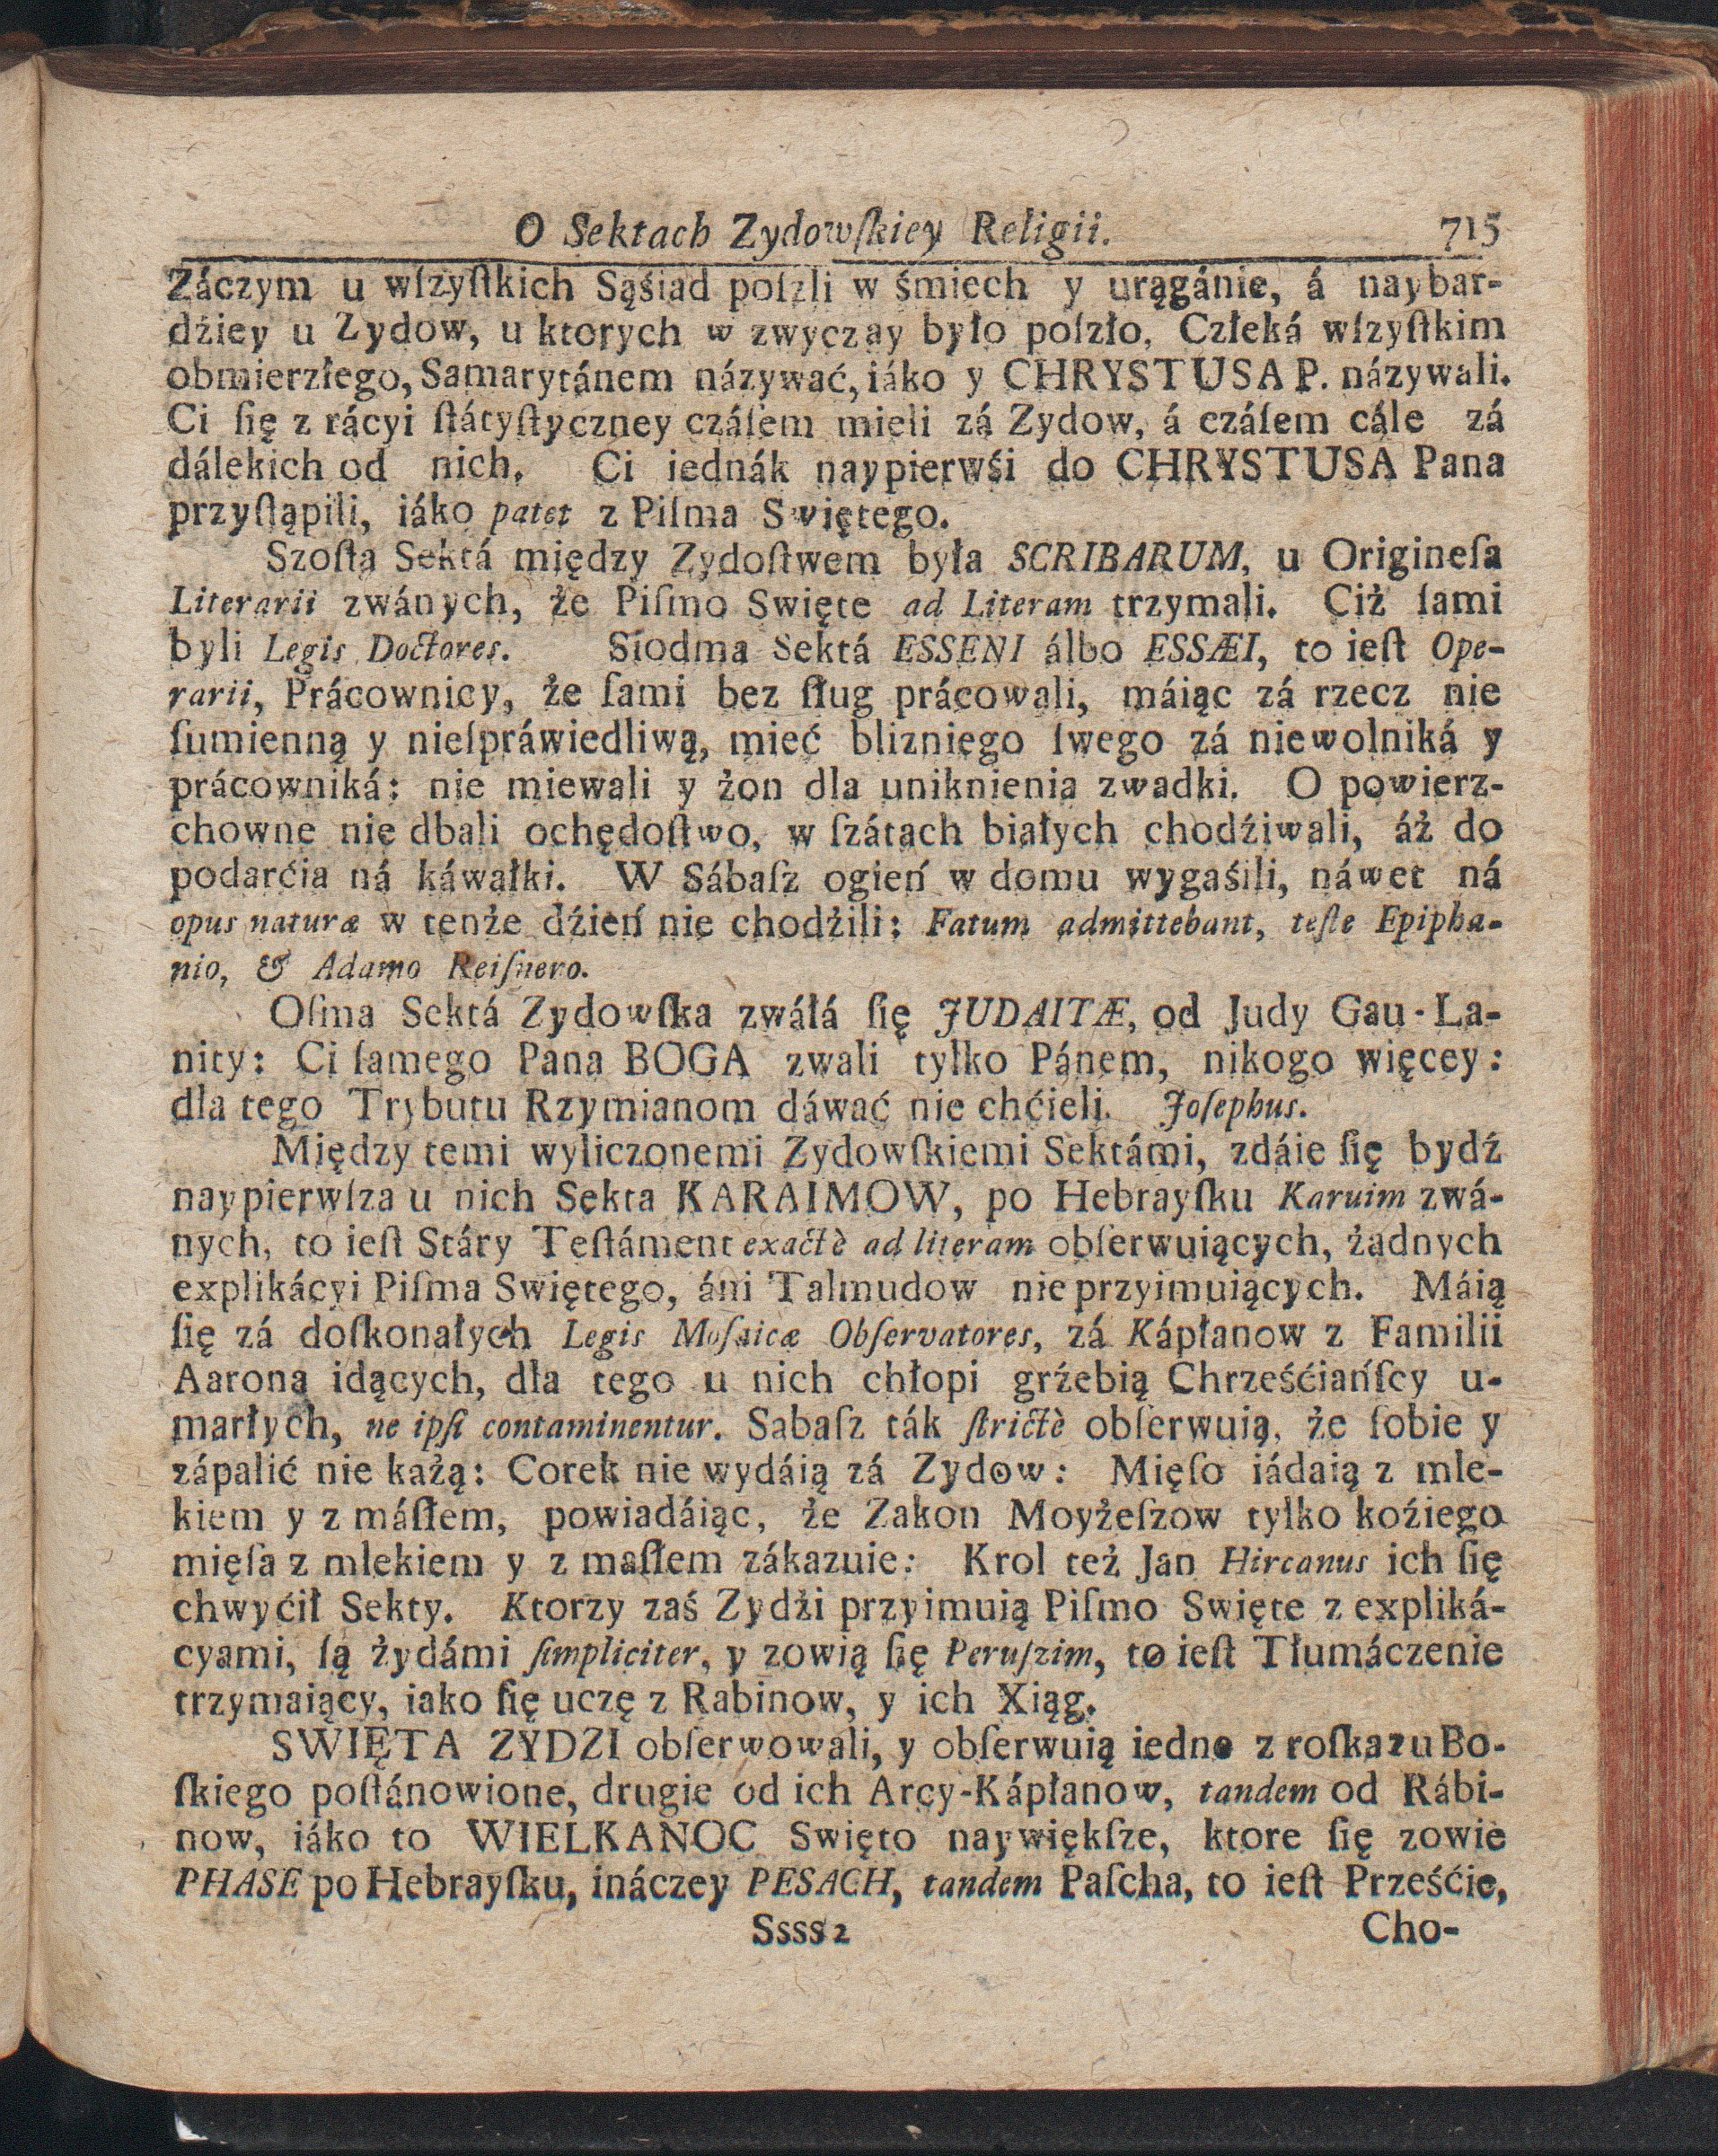 O Sektach Zydowſkiey Religii. 715
Záczym u wſzyſtkich Sąśiad poſzli w śmiech y urągánie, á naybar-
dźiey u Zydow, u ktorych w zwyczay było poſzło, Człeká wſzyſtkim
obmierzłego, Samarytánem názywać, iáko y CHRYSTUSA P. názywali.
Ci ſię z rácyi ſtátyſtyczney czáſem mieli zá Zydow, á czáſem cále zá
dálekich od nich. Ci iednák naypierwśi do CHRYSTUSA Pana
przyſtąpili, iáko patet z Piſma Swiętego.
Szoſta Sektá między Zydoſtwem była SCRIBARUM, u Origineſa
Literarii zwánych, że Piſmo Swięte ad Literam trzymali. Ciż ſami
byli Legis Doctores. Siodma Sektá ESSENI álbo ESSÆI, to ieſt Ope-
rarii, Prácownicy, że ſami bez ſług prácowali, máiąc zá rzecz nie
ſumienną y nieſpráwiedliwą, mieć blizniego ſwego zá niewolniká y
prácowniká: nie miewali y żon dla uniknienia zwadki. O powierz-
chowne nie dbali ochędoſtwo, w ſzátach białych chodźiwali, áż do
podarćia ná káwałki. W Sábaſz ogień w domu wygaśili, náwet ná
opus naturæ w tenże dźień nie chodźili: Fatum admittebant, teſte Epipha-
nio, & Adamo Reiſnero.
Oſma Sektá Zydowſka zwáłá ſię JUDAITÆ, od Judy Gau-La-
nity: Ci ſamego Pana BOGA zwali tylko Pánem, nikogo więcey:
dla tego Trybutu Rzymianom dáwać nie chćieli. Joſephus.
Między temi wyliczonemi Zydowſkiemi Sektámi, zdáie ſię bydź
naypierwſza u nich Sekta KARAIMOW, po Hebrayſku Karuim zwá-
nych, to ieſt Stáry Teſtáment exactè ad literam obſerwuiących, żadnych
explikácyi Piſma Swiętego, áni Talmudow nie przyimuiących. Máią
ſię zá doſkonałych Legis Moſaicæ Obſervatores, zá Kápłanow z Familii
Aarona idących, dla tego u nich chłopi grźebią Chrześćiańſcy u-
marłych, ne ipſi contaminentur. Sabaſz ták ſtrictè obſerwuią, że ſobie y
zápalić nie każą: Corek nie wydáią zá Zydow: Mięſo iádaią z mle-
kiem y z máſłem, powiadáiąc, że Zakon Moyżeſzow tylko koźiego
mięſa z mlekiem y z maſłem zákazuie: Krol też Jan Hircanus ich ſię
chwyćił Sekty. Ktorzy zaś Zydźi przyimuią Piſmo Swięte z expliká-
cyami, ſą żydámi ſimpliciter, y zowią ſię Peruſzim, to ieſt Tłumáczenie
trzymaiący, iako ſię uczę z Rabinow, y ich Xiąg.
SWIĘTA ZYDZI obſerwowali, y obſerwuią iedne z roſkazu Bo-
ſkiego poſtánowione, drugie od ich Arcy-Kápłanow, tandem od Rábi-
now, iáko to WIELKANOC Swięto naywiękſze, ktore ſię zowie
PHASE po Hebrayſku, ináczey PESACH, tandem Paſcha, to ieſt Prześćie,
Ssss 2 Cho-